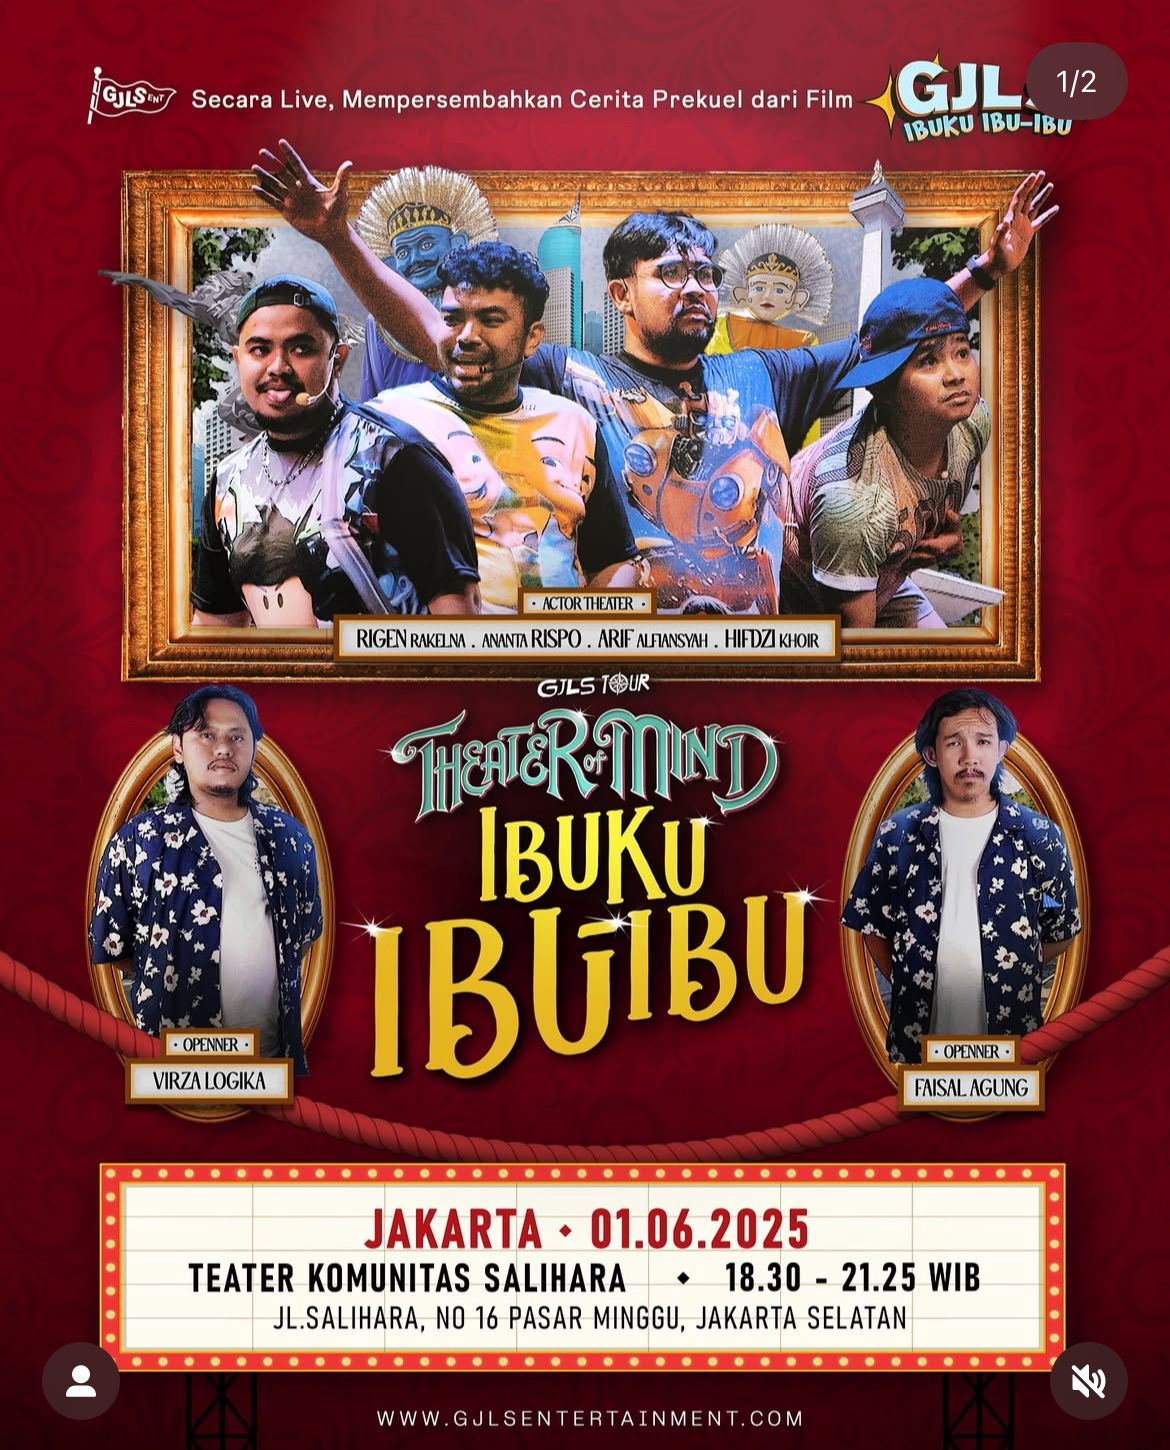 GJLS ENT
Secara Live, Mempersembahkan Cerita Prekuel dari Film
IBUKU IBU-IBU
1/2
· ACTOR THEATER ·
RIGEN RAKELNA . ANANTA RISPO . ARIF ALFIANSYAH . HIFDZI KHOIR
GJLS TOUR
THEATER of MIND
IBUKU
IBU-IBU
· OPENNER ·
VIRZA LOGIKA
· OPENNER ·
FAISAL AGUNG
JAKARTA · 01.06.2025
TEATER KOMUNITAS SALIHARA · 18.30 - 21.25 WIB
JL.SALIHARA, NO 16 PASAR MINGGU, JAKARTA SELATAN
WWW.GJLSENTERTAINMENT.COM